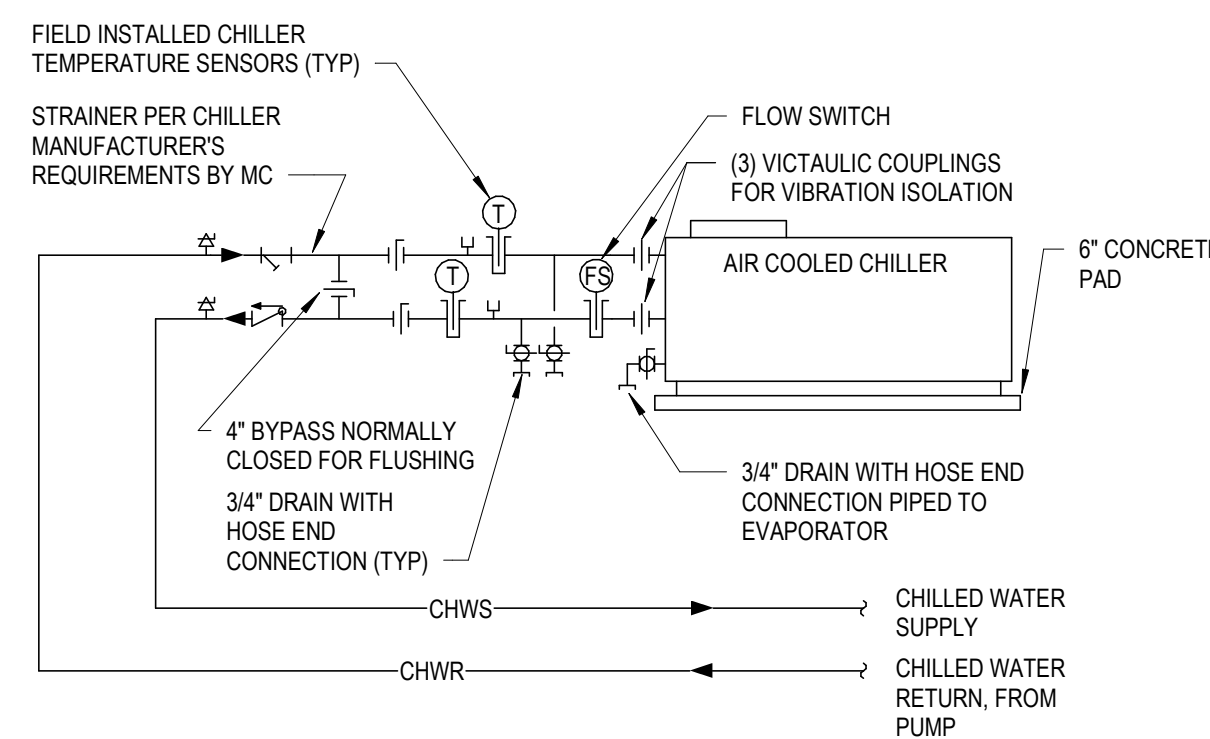 FIELD INSTALLED CHILLER
TEMPERATURE SENSORS (TYP)
STRAINER PER CHILLER
MANUFACTURER'S
REQUIREMENTS BY MC
FLOW SWITCH
(3) VICTAULIC COUPLINGS
FOR VIBRATION ISOLATION
T
T
FS
AIR COOLED CHILLER
6" CONCRETE
PAD
4" BYPASS NORMALLY
CLOSED FOR FLUSHING
3/4" DRAIN WITH
HOSE END
CONNECTION (TYP)
3/4" DRAIN WITH HOSE END
CONNECTION PIPED TO
EVAPORATOR
CHWS
CHILLED WATER
SUPPLY
CHWR
CHILLED WATER
RETURN, FROM
PUMP